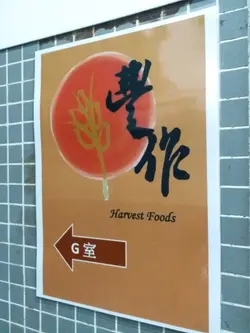 豐作
Harvest Foods
G 室